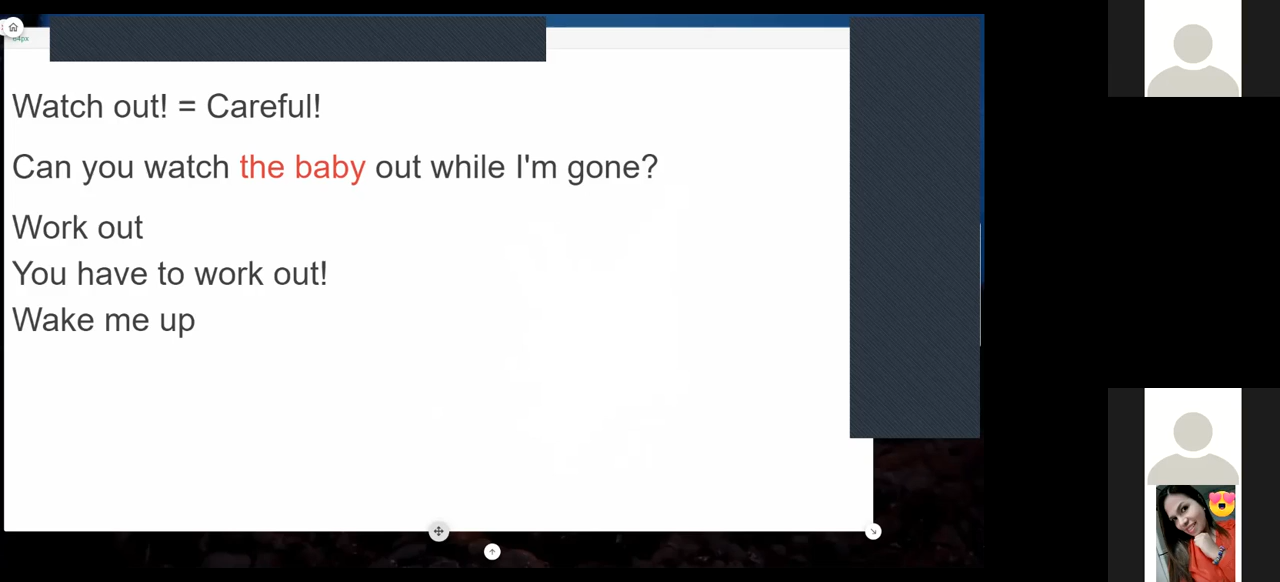 64px
Watch out! = Careful!
Can you watch the baby out while I'm gone?
Work out
You have to work out!
Wake me up